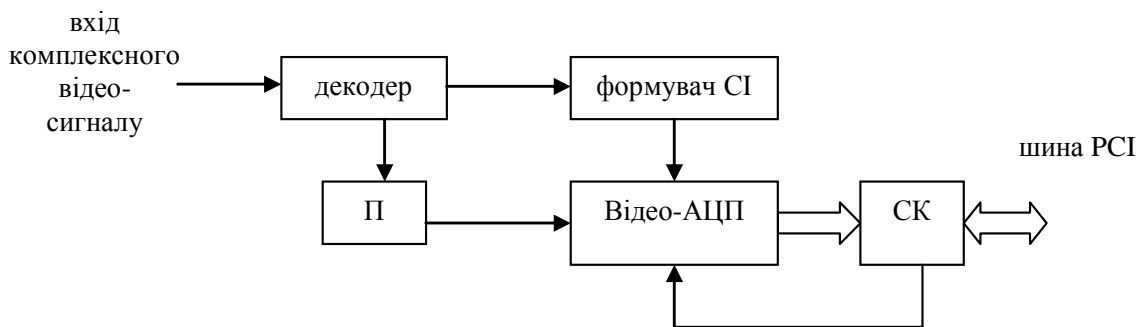 вхід
комплексного
відео-
сигналу
декодер
формувач СІ
шина PCI
П
Відео-АЦП
СК